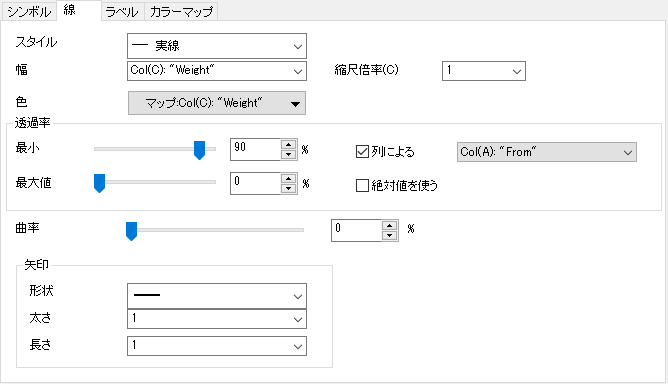 シンボル 線 ラベル カラーマップ
スタイル 実線
幅 Col(C): "Weight" 縮尺倍率(C) 1
色 マップ:Col(C): "Weight"
透過率
最小 90 % 列による Col(A): "From"
最大値 0 % 絶対値を使う
曲率 0 %
矢印
形状
太さ 1
長さ 1